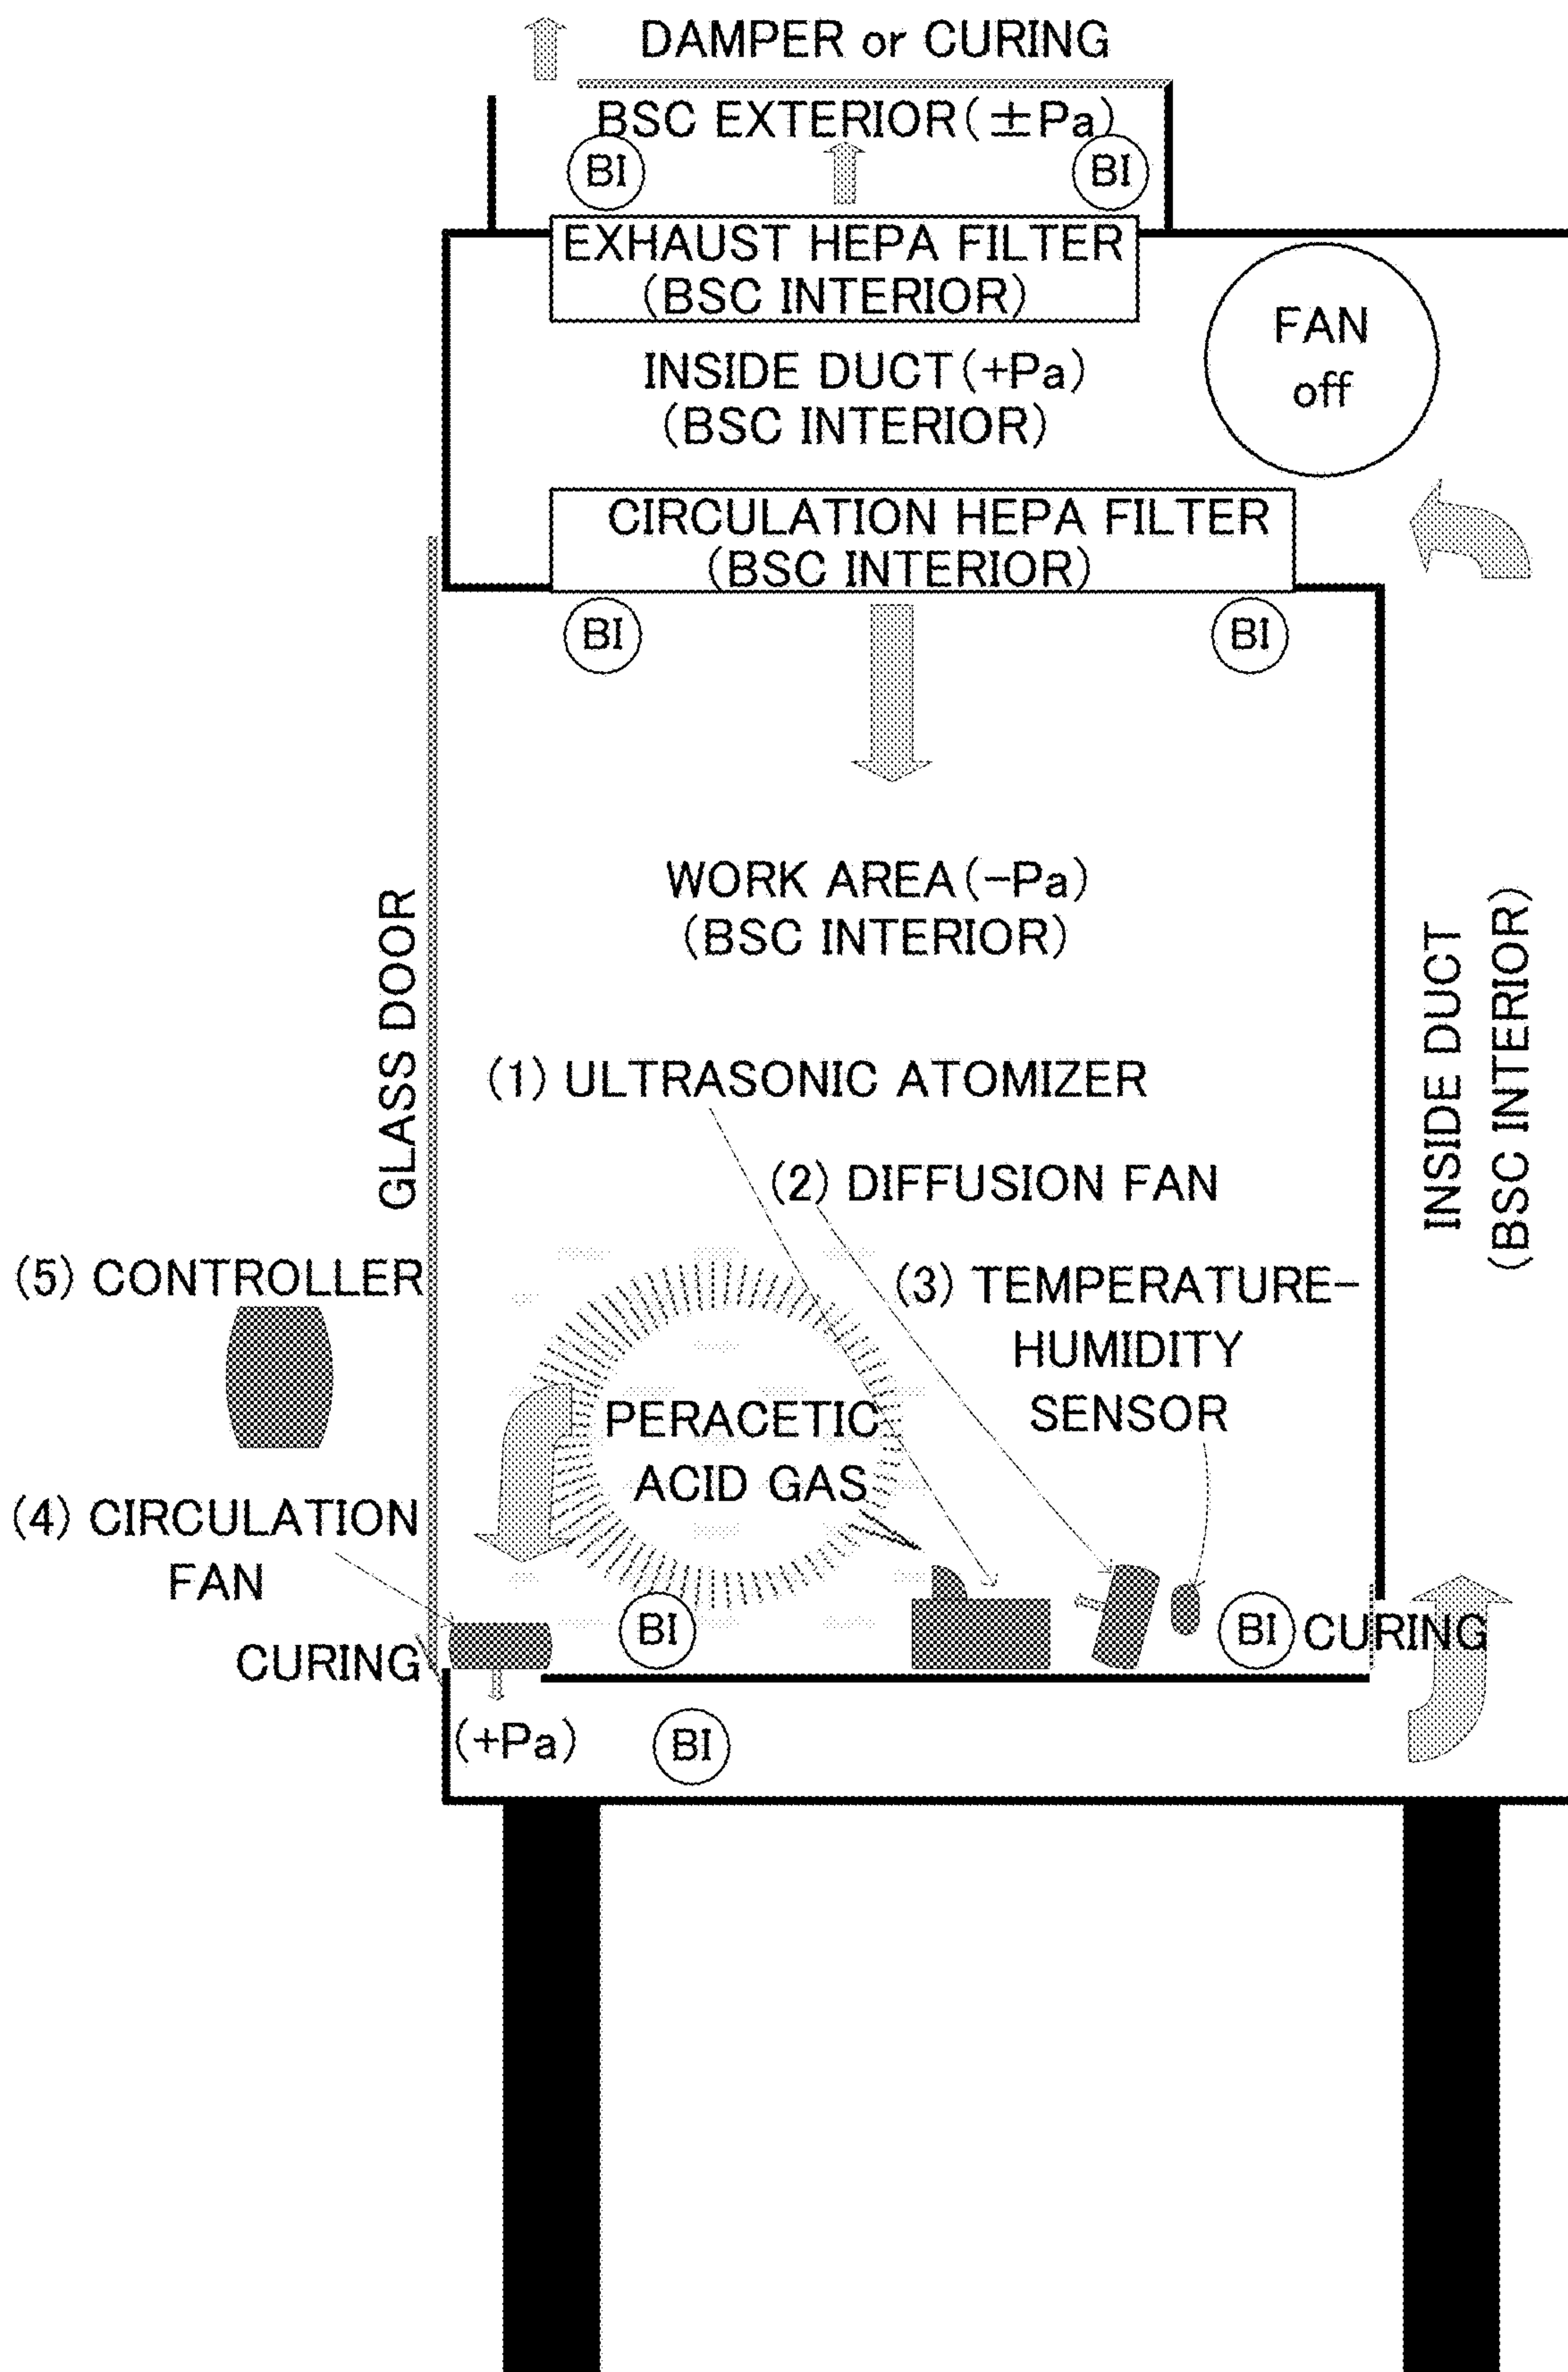 DAMPER or CURING
BSC EXTERIOR(±Pa)
BI
BI
EXHAUST HEPA FILTER
(BSC INTERIOR)
FAN
off
INSIDE DUCT(+Pa)
(BSC INTERIOR)
CIRCULATION HEPA FILTER
(BSC INTERIOR)
BI
BI
WORK AREA(−Pa)
(BSC INTERIOR)
GLASS DOOR
INSIDE DUCT
(BSC INTERIOR)
(1) ULTRASONIC ATOMIZER
(2) DIFFUSION FAN
(3) TEMPERATURE−
HUMIDITY
SENSOR
(5) CONTROLLER
PERACETIC
ACID GAS
(4) CIRCULATION
FAN
CURING
BI
BI
CURING
(+Pa)
BI